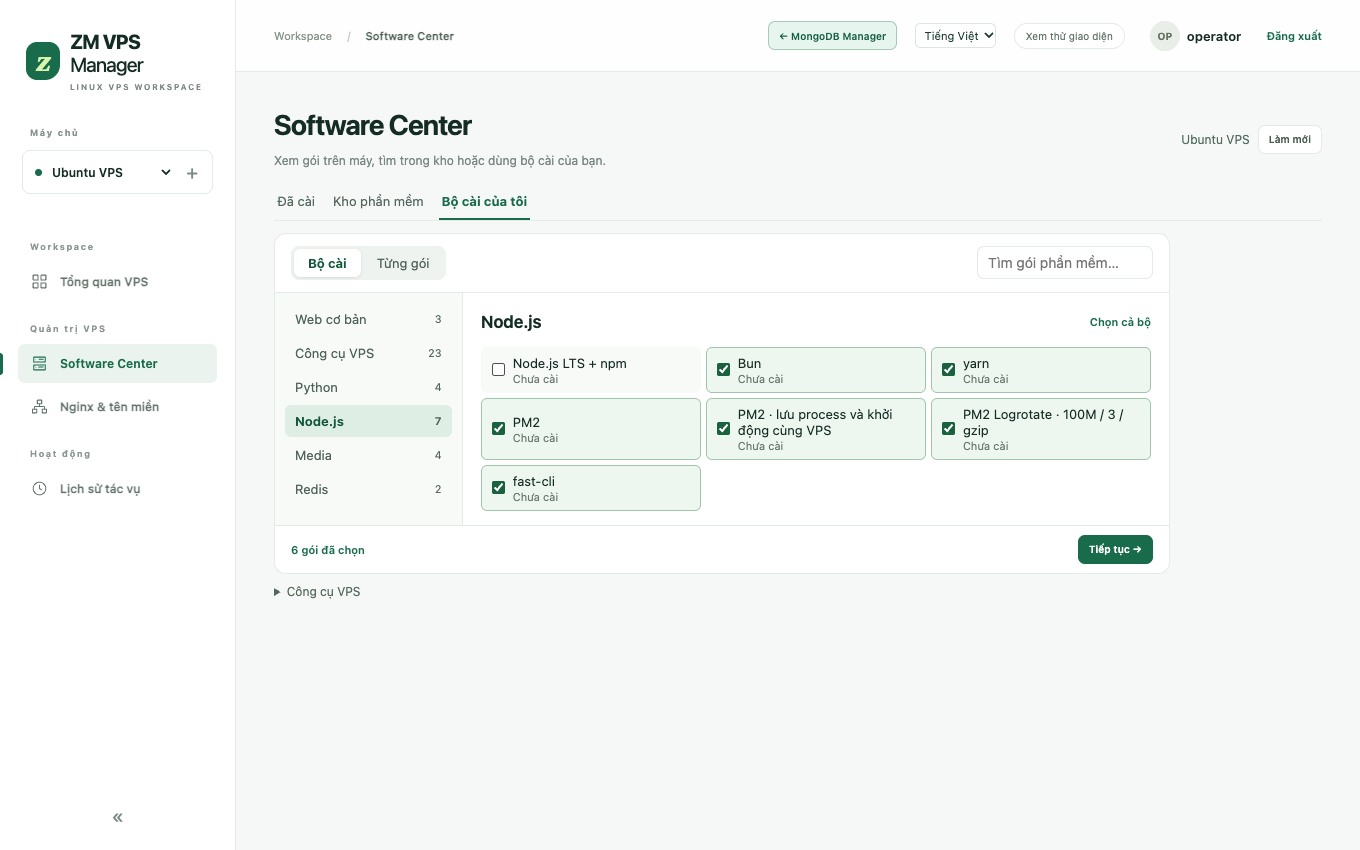 Z
ZM VPS
Manager
LINUX VPS WORKSPACE
Máy chủ
Ubuntu VPS
+
Workspace
Tổng quan VPS
Quản trị VPS
Software Center
Nginx & tên miền
Hoạt động
Lịch sử tác vụ
«
Workspace / Software Center
← MongoDB Manager
Tiếng Việt
Xem thử giao diện
OP
operator
Đăng xuất
Software Center
Xem gói trên máy, tìm trong kho hoặc dùng bộ cài của bạn.
Ubuntu VPS
Làm mới
Đã cài
Kho phần mềm
Bộ cài của tôi
Bộ cài
Từng gói
Tìm gói phần mềm...
Web cơ bản 3
Công cụ VPS 23
Python 4
Node.js 7
Media 4
Redis 2
Node.js
Chọn cả bộ
Node.js LTS + npm
Chưa cài
Bun
Chưa cài
yarn
Chưa cài
PM2
Chưa cài
PM2 · lưu process và khởi
động cùng VPS
Chưa cài
PM2 Logrotate · 100M / 3 /
gzip
Chưa cài
fast-cli
Chưa cài
6 gói đã chọn
Tiếp tục →
Công cụ VPS